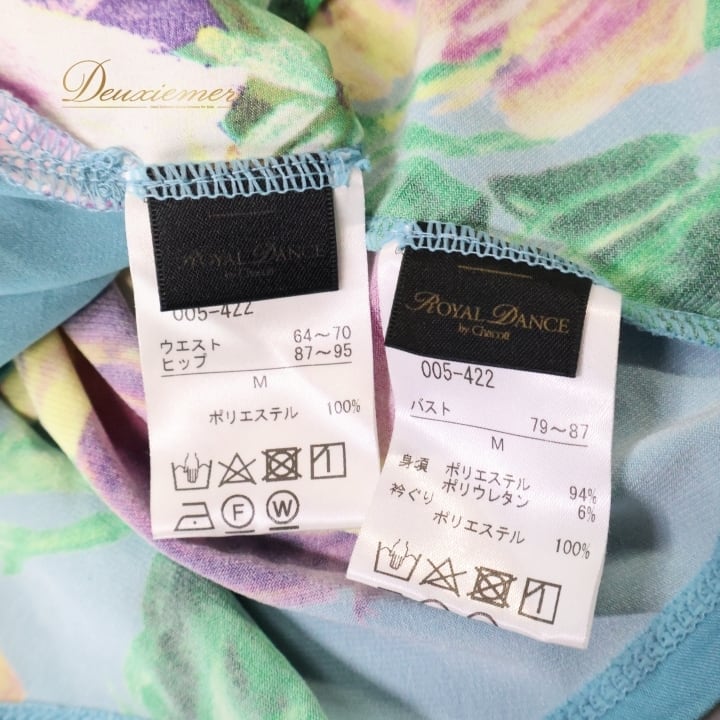 Deuxiemer
ROYAL DANCE
by Chacott
005-422
ウエスト 64～70
ヒップ 87～95
M
ポリエステル 100%
F
W
ROYAL DANCE
by Chacott
005-422
バスト 79～87
M
身頃 ポリエステル 94%
ポリウレタン 6%
衿ぐり
ポリエステル 100%